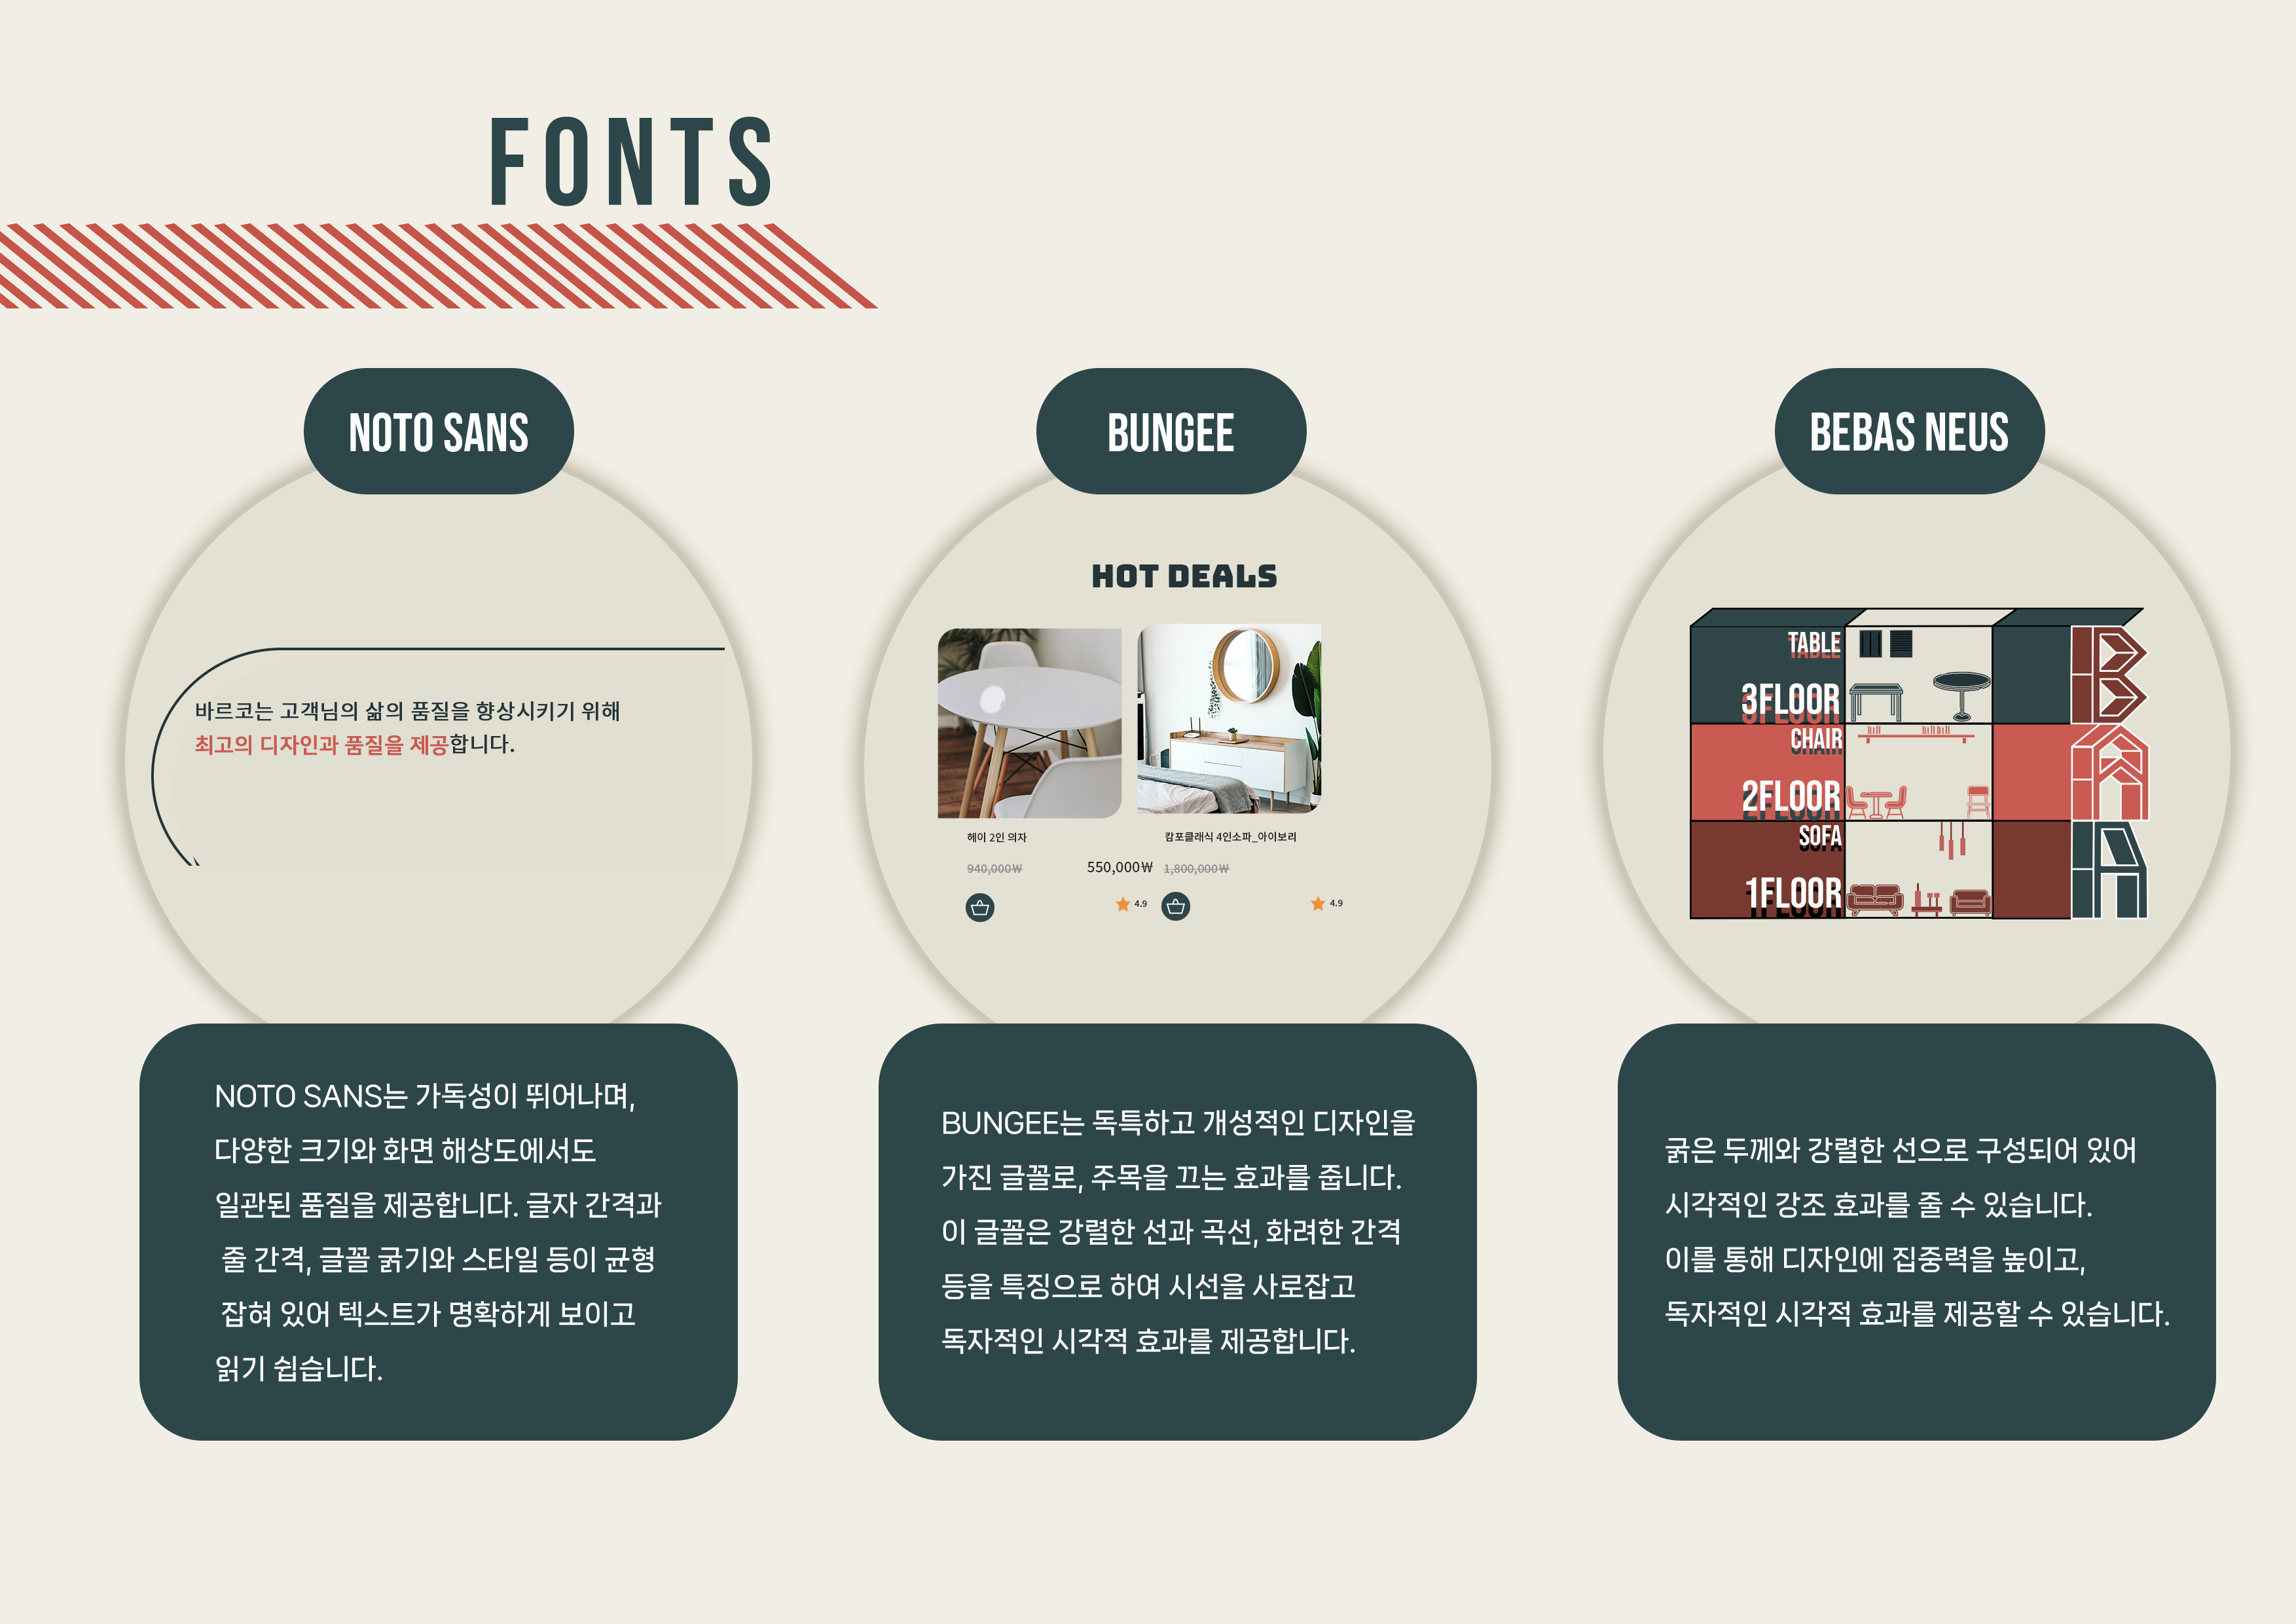 FONTS
NOTO SANS
바르코는 고객님의 삶의 품질을 향상시키기 위해
최고의 디자인과 품질을 제공합니다.
NOTO SANS는 가독성이 뛰어나며,
다양한 크기와 화면 해상도에서도
일관된 품질을 제공합니다. 글자 간격과
줄 간격, 글꼴 굵기와 스타일 등이 균형
잡혀 있어 텍스트가 명확하게 보이고
읽기 쉽습니다.
BUNGEE
HOT DEALS
헤이 2인 의자
캄포클래식 4인소파_아이보리
940,000₩
550,000₩
1,800,000₩
4.9
4.9
BUNGEE는 독특하고 개성적인 디자인을
가진 글꼴로, 주목을 끄는 효과를 줍니다.
이 글꼴은 강렬한 선과 곡선, 화려한 간격
등을 특징으로 하여 시선을 사로잡고
독자적인 시각적 효과를 제공합니다.
BEBAS NEUS
TABLE
3FLOOR
CHAIR
2FLOOR
SOFA
1FLOOR
굵은 두께와 강렬한 선으로 구성되어 있어
시각적인 강조 효과를 줄 수 있습니다.
이를 통해 디자인에 집중력을 높이고,
독자적인 시각적 효과를 제공할 수 있습니다.